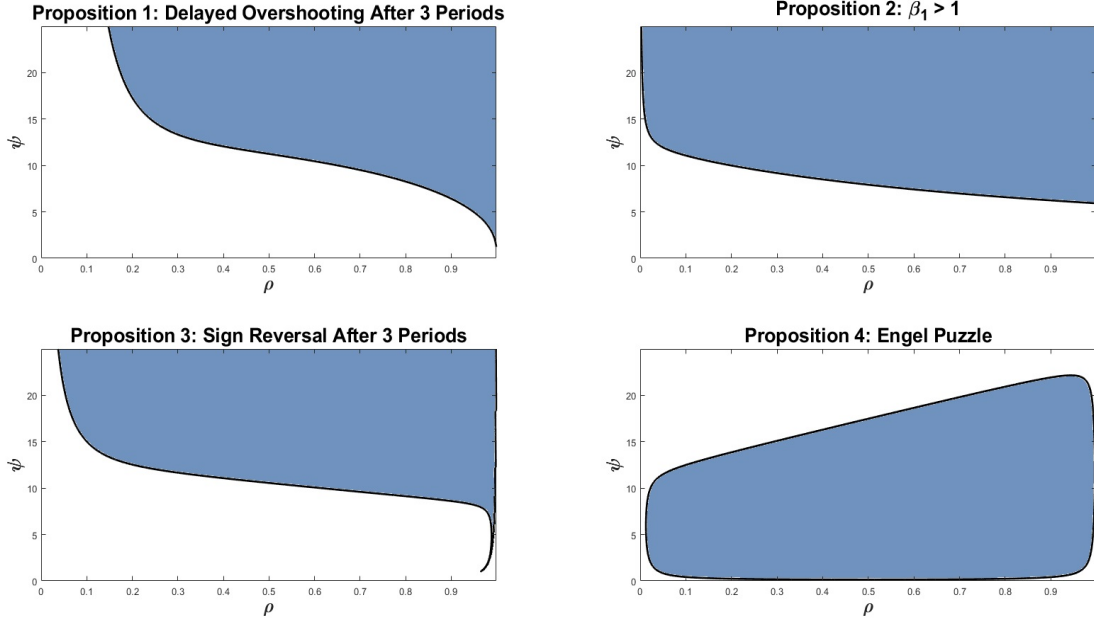 Proposition 1: Delayed Overshooting After 3 Periods
ψ
20
15
10
5
0
0 0.1 0.2 0.3 0.4 0.5 0.6 0.7 0.8 0.9
ρ
Proposition 2: β₁ > 1
ψ
20
15
10
5
0
0 0.1 0.2 0.3 0.4 0.5 0.6 0.7 0.8 0.9
ρ
Proposition 3: Sign Reversal After 3 Periods
ψ
20
15
10
5
0
0 0.1 0.2 0.3 0.4 0.5 0.6 0.7 0.8 0.9
ρ
Proposition 4: Engel Puzzle
ψ
20
15
10
5
0
0 0.1 0.2 0.3 0.4 0.5 0.6 0.7 0.8 0.9
ρ